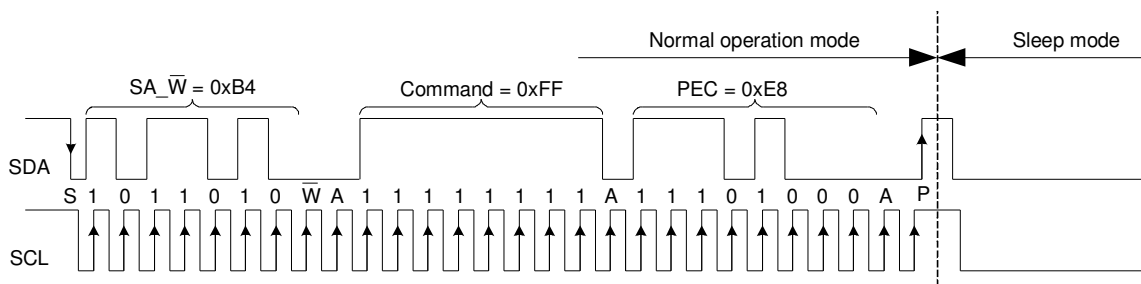 Normal operation mode Sleep mode
SA_W̅ = 0xB4 Command = 0xFF PEC = 0xE8
SDA
S 1 0 1 1 0 1 0 W̅ A 1 1 1 1 1 1 1 1 A 1 1 1 0 1 0 0 0 A P
SCL